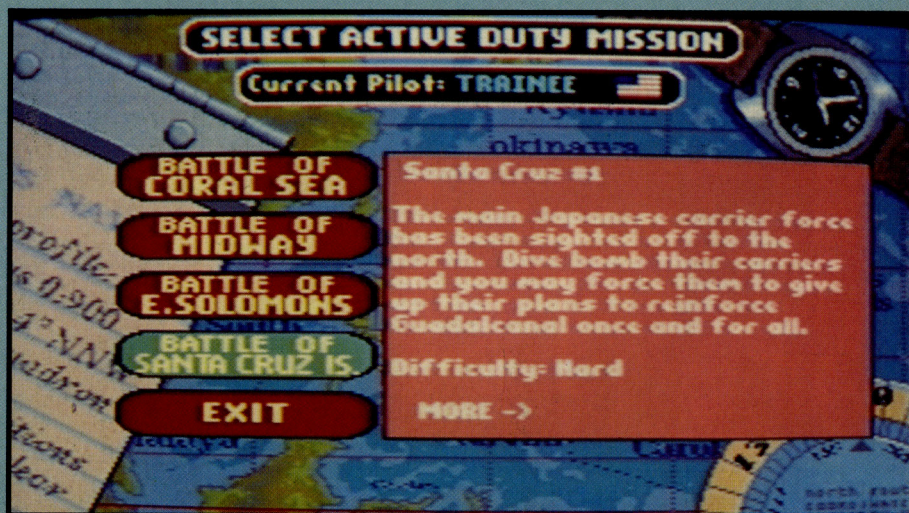 SELECT ACTIVE DUTY MISSION
Current Pilot: TRAINEE
okinawa
BATTLE OF
CORAL SEA
BATTLE OF
MIDWAY
BATTLE OF
E.SOLOMONS
BATTLE OF
SANTA CRUZ IS.
EXIT
Santa Cruz #1
The main Japanese carrier force
has been sighted off to the
north. Dive bomb their carriers
and you may force them to give
up their plans to reinforce
Guadalcanal once and for all.
Difficulty: Hard
MORE ->
profile
NNW